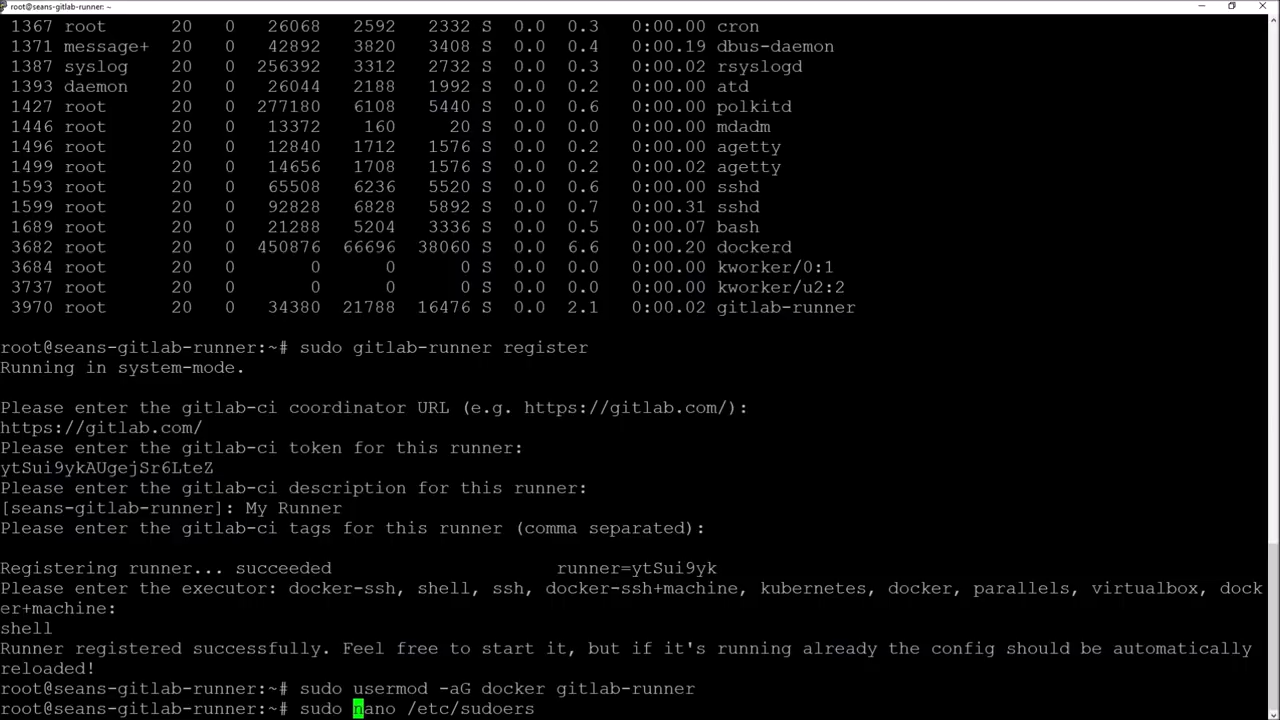 root@seans-gitlab-runner: ~
1367 root 20 0 26068 2592 2332 S 0.0 0.3 0:00.00 cron
1371 message+ 20 0 42892 3820 3408 S 0.0 0.4 0:00.19 dbus-daemon
1387 syslog 20 0 256392 3312 2732 S 0.0 0.3 0:00.02 rsyslogd
1393 daemon 20 0 26044 2188 1992 S 0.0 0.2 0:00.00 atd
1427 root 20 0 277180 6108 5440 S 0.0 0.6 0:00.00 polkitd
1446 root 20 0 13372 160 20 S 0.0 0.0 0:00.00 mdadm
1496 root 20 0 12840 1712 1576 S 0.0 0.2 0:00.00 agetty
1499 root 20 0 14656 1708 1576 S 0.0 0.2 0:00.02 agetty
1593 root 20 0 65508 6236 5520 S 0.0 0.6 0:00.00 sshd
1599 root 20 0 92828 6828 5892 S 0.0 0.7 0:00.31 sshd
1689 root 20 0 21288 5204 3336 S 0.0 0.5 0:00.07 bash
3682 root 20 0 450876 66696 38060 S 0.0 6.6 0:00.20 dockerd
3684 root 20 0 0 0 0 S 0.0 0.0 0:00.00 kworker/0:1
3737 root 20 0 0 0 0 S 0.0 0.0 0:00.00 kworker/u2:2
3970 root 20 0 34380 21788 16476 S 0.0 2.1 0:00.02 gitlab-runner
root@seans-gitlab-runner:~# sudo gitlab-runner register
Running in system-mode.
Please enter the gitlab-ci coordinator URL (e.g. https://gitlab.com/):
https://gitlab.com/
Please enter the gitlab-ci token for this runner:
ytSui9ykAUgejSr6LteZ
Please enter the gitlab-ci description for this runner:
[seans-gitlab-runner]: My Runner
Please enter the gitlab-ci tags for this runner (comma separated):
Registering runner... succeeded runner=ytSui9yk
Please enter the executor: docker-ssh, shell, ssh, docker-ssh+machine, kubernetes, docker, parallels, virtualbox, dock
er+machine:
shell
Runner registered successfully. Feel free to start it, but if it's running already the config should be automatically
reloaded!
root@seans-gitlab-runner:~# sudo usermod -aG docker gitlab-runner
root@seans-gitlab-runner:~# sudo nano /etc/sudoers